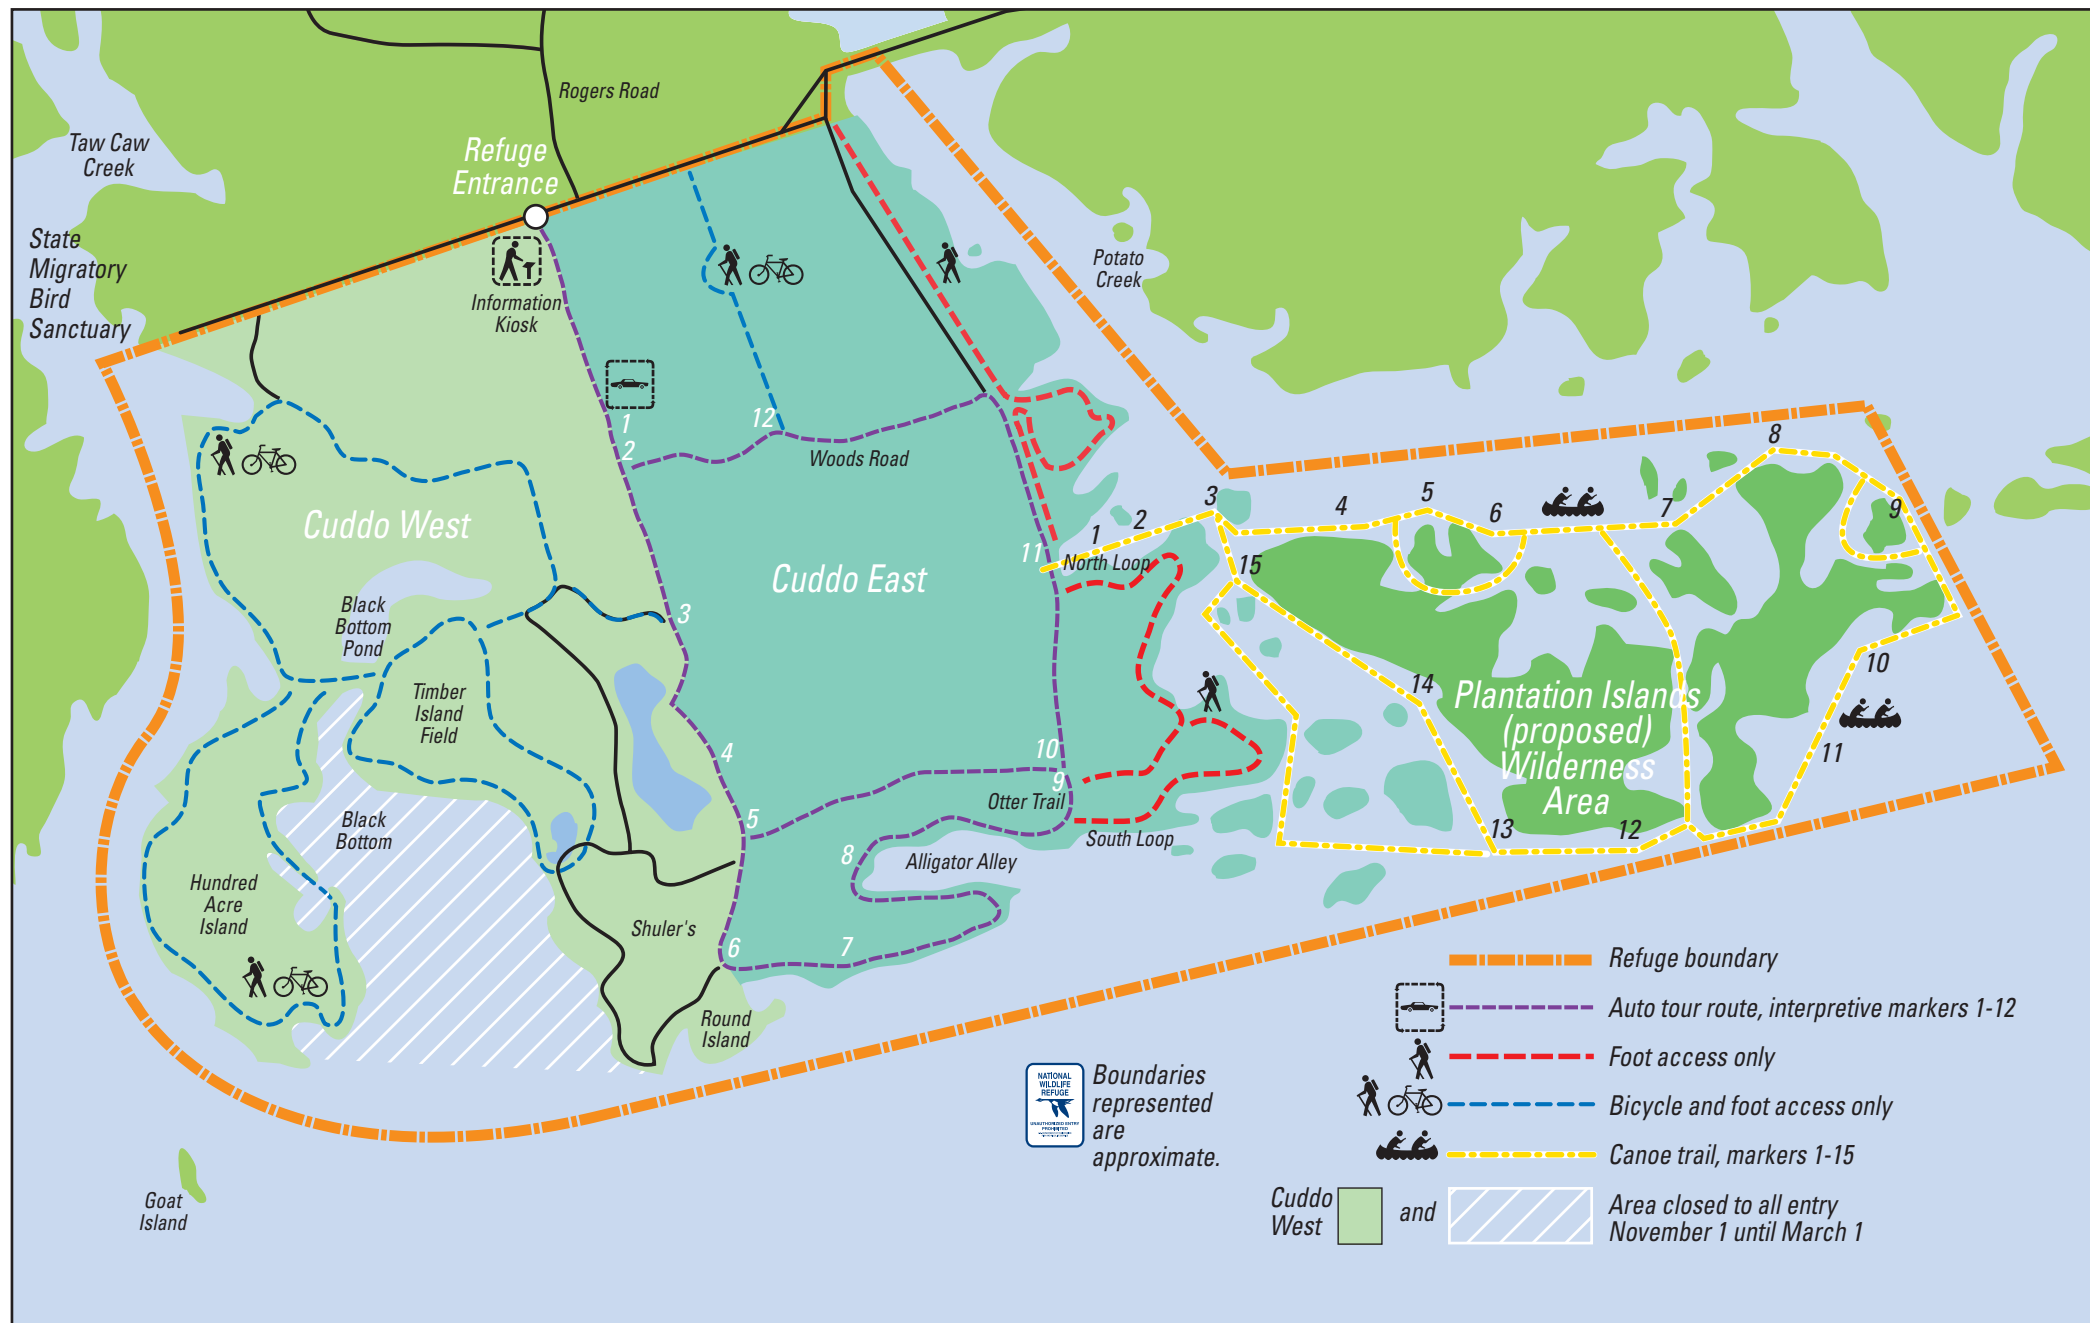 Rogers Road
Taw Caw
Creek
Refuge
Entrance
State
Migratory
Bird
Sanctuary
Information
Kiosk
Potato
Creek
1
2
12
Woods Road
Cuddo West
Cuddo East
11
1
2
3
4
5
6
7
8
9
North Loop
15
Black
Bottom
Pond
3
Timber
Island
Field
4
5
10
9
Otter Trail
South Loop
8
Alligator Alley
14
Plantation Islands
(proposed)
Wilderness
Area
10
11
13
12
Black
Bottom
Hundred
Acre
Island
Shuler's
6
7
Round
Island
Goat
Island
NATIONAL
WILDLIFE
REFUGE
UNAUTHORIZED ENTRY
PROHIBITED
Boundaries
represented
are
approximate.
Refuge boundary
Auto tour route, interpretive markers 1-12
Foot access only
Bicycle and foot access only
Canoe trail, markers 1-15
Cuddo
West
and
Area closed to all entry
November 1 until March 1